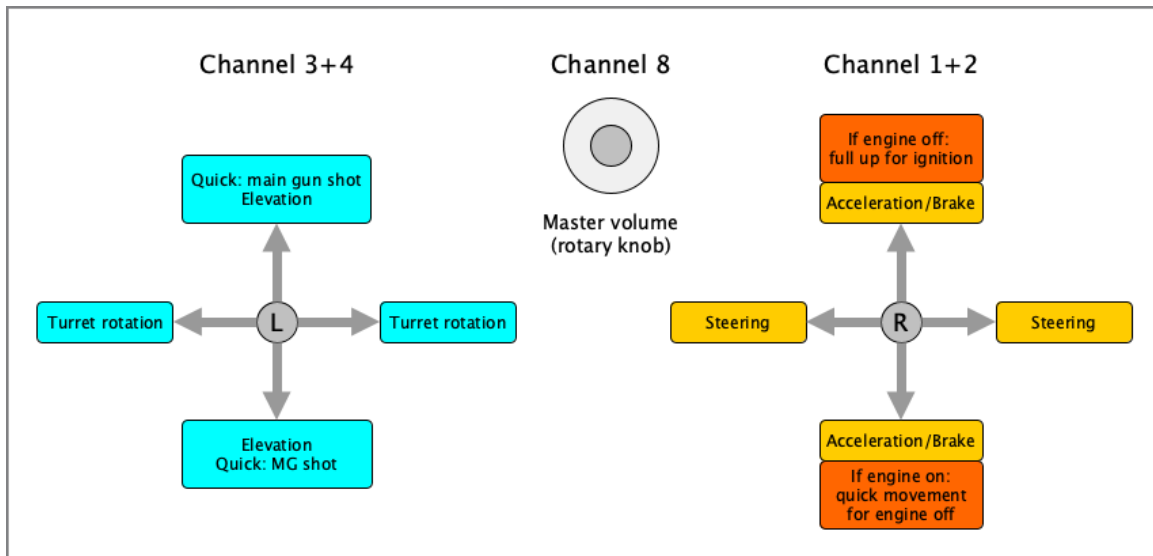 Channel 3+4
Channel 8
Channel 1+2
Quick: main gun shot
Elevation
Turret rotation
L
Turret rotation
Elevation
Quick: MG shot
Master volume
(rotary knob)
If engine off:
full up for ignition
Acceleration/Brake
Steering
R
Steering
Acceleration/Brake
If engine on:
quick movement
for engine off